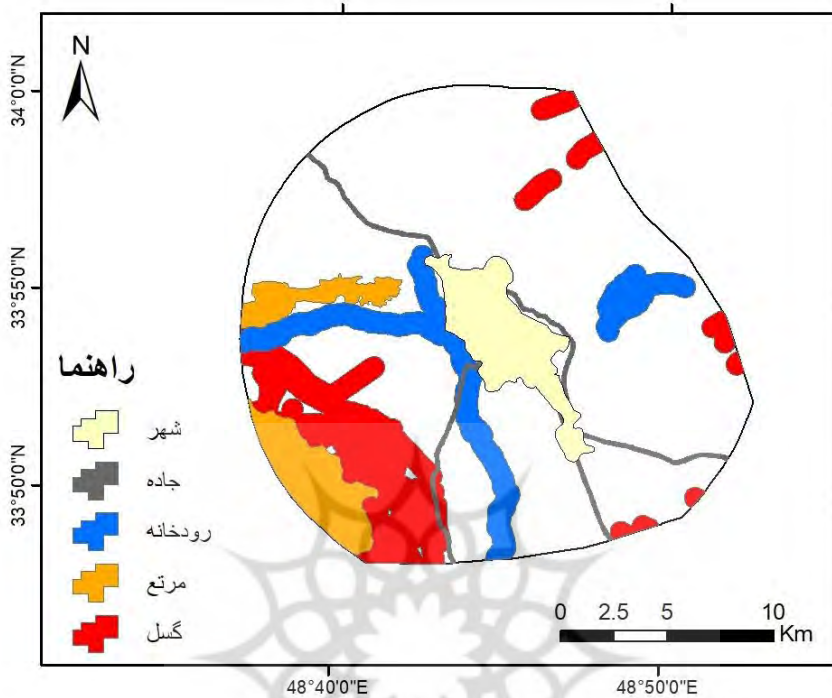 N
34°0'0"N
33°55'0"N
33°50'0"N
راهنما
شهر
جاده
رودخانه
مرتع
گسل
0 2.5 5 10
Km
48°40'0"E
48°50'0"E